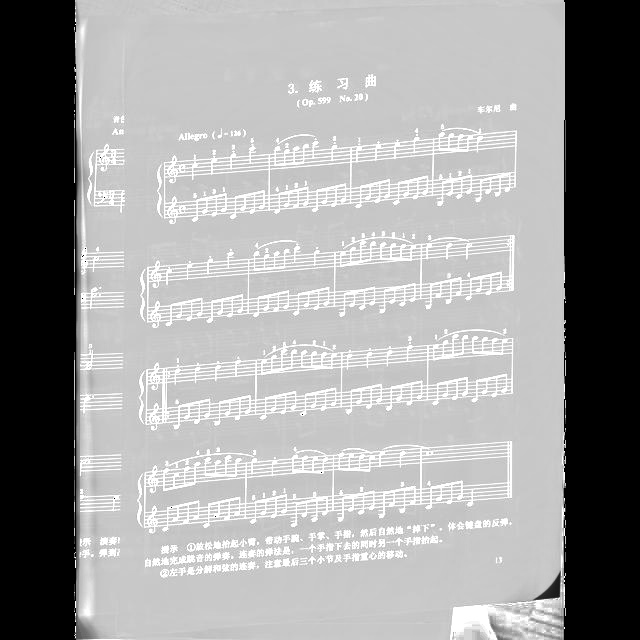 3. 练 习 曲
( Op. 599  No. 20 )
车尔尼 曲
Allegro (♩=126)
提示 ①放松地抬起小臂，带动手腕、手掌、手指，然后自然地“掉下”，体会键盘的反弹，
自然地完成跳音的弹奏。连奏的弹法是，一个手指下去的同时另一个手指抬起。
②左手是分解和弦的连奏，注意最后三个小节及手指重心的移动。
13